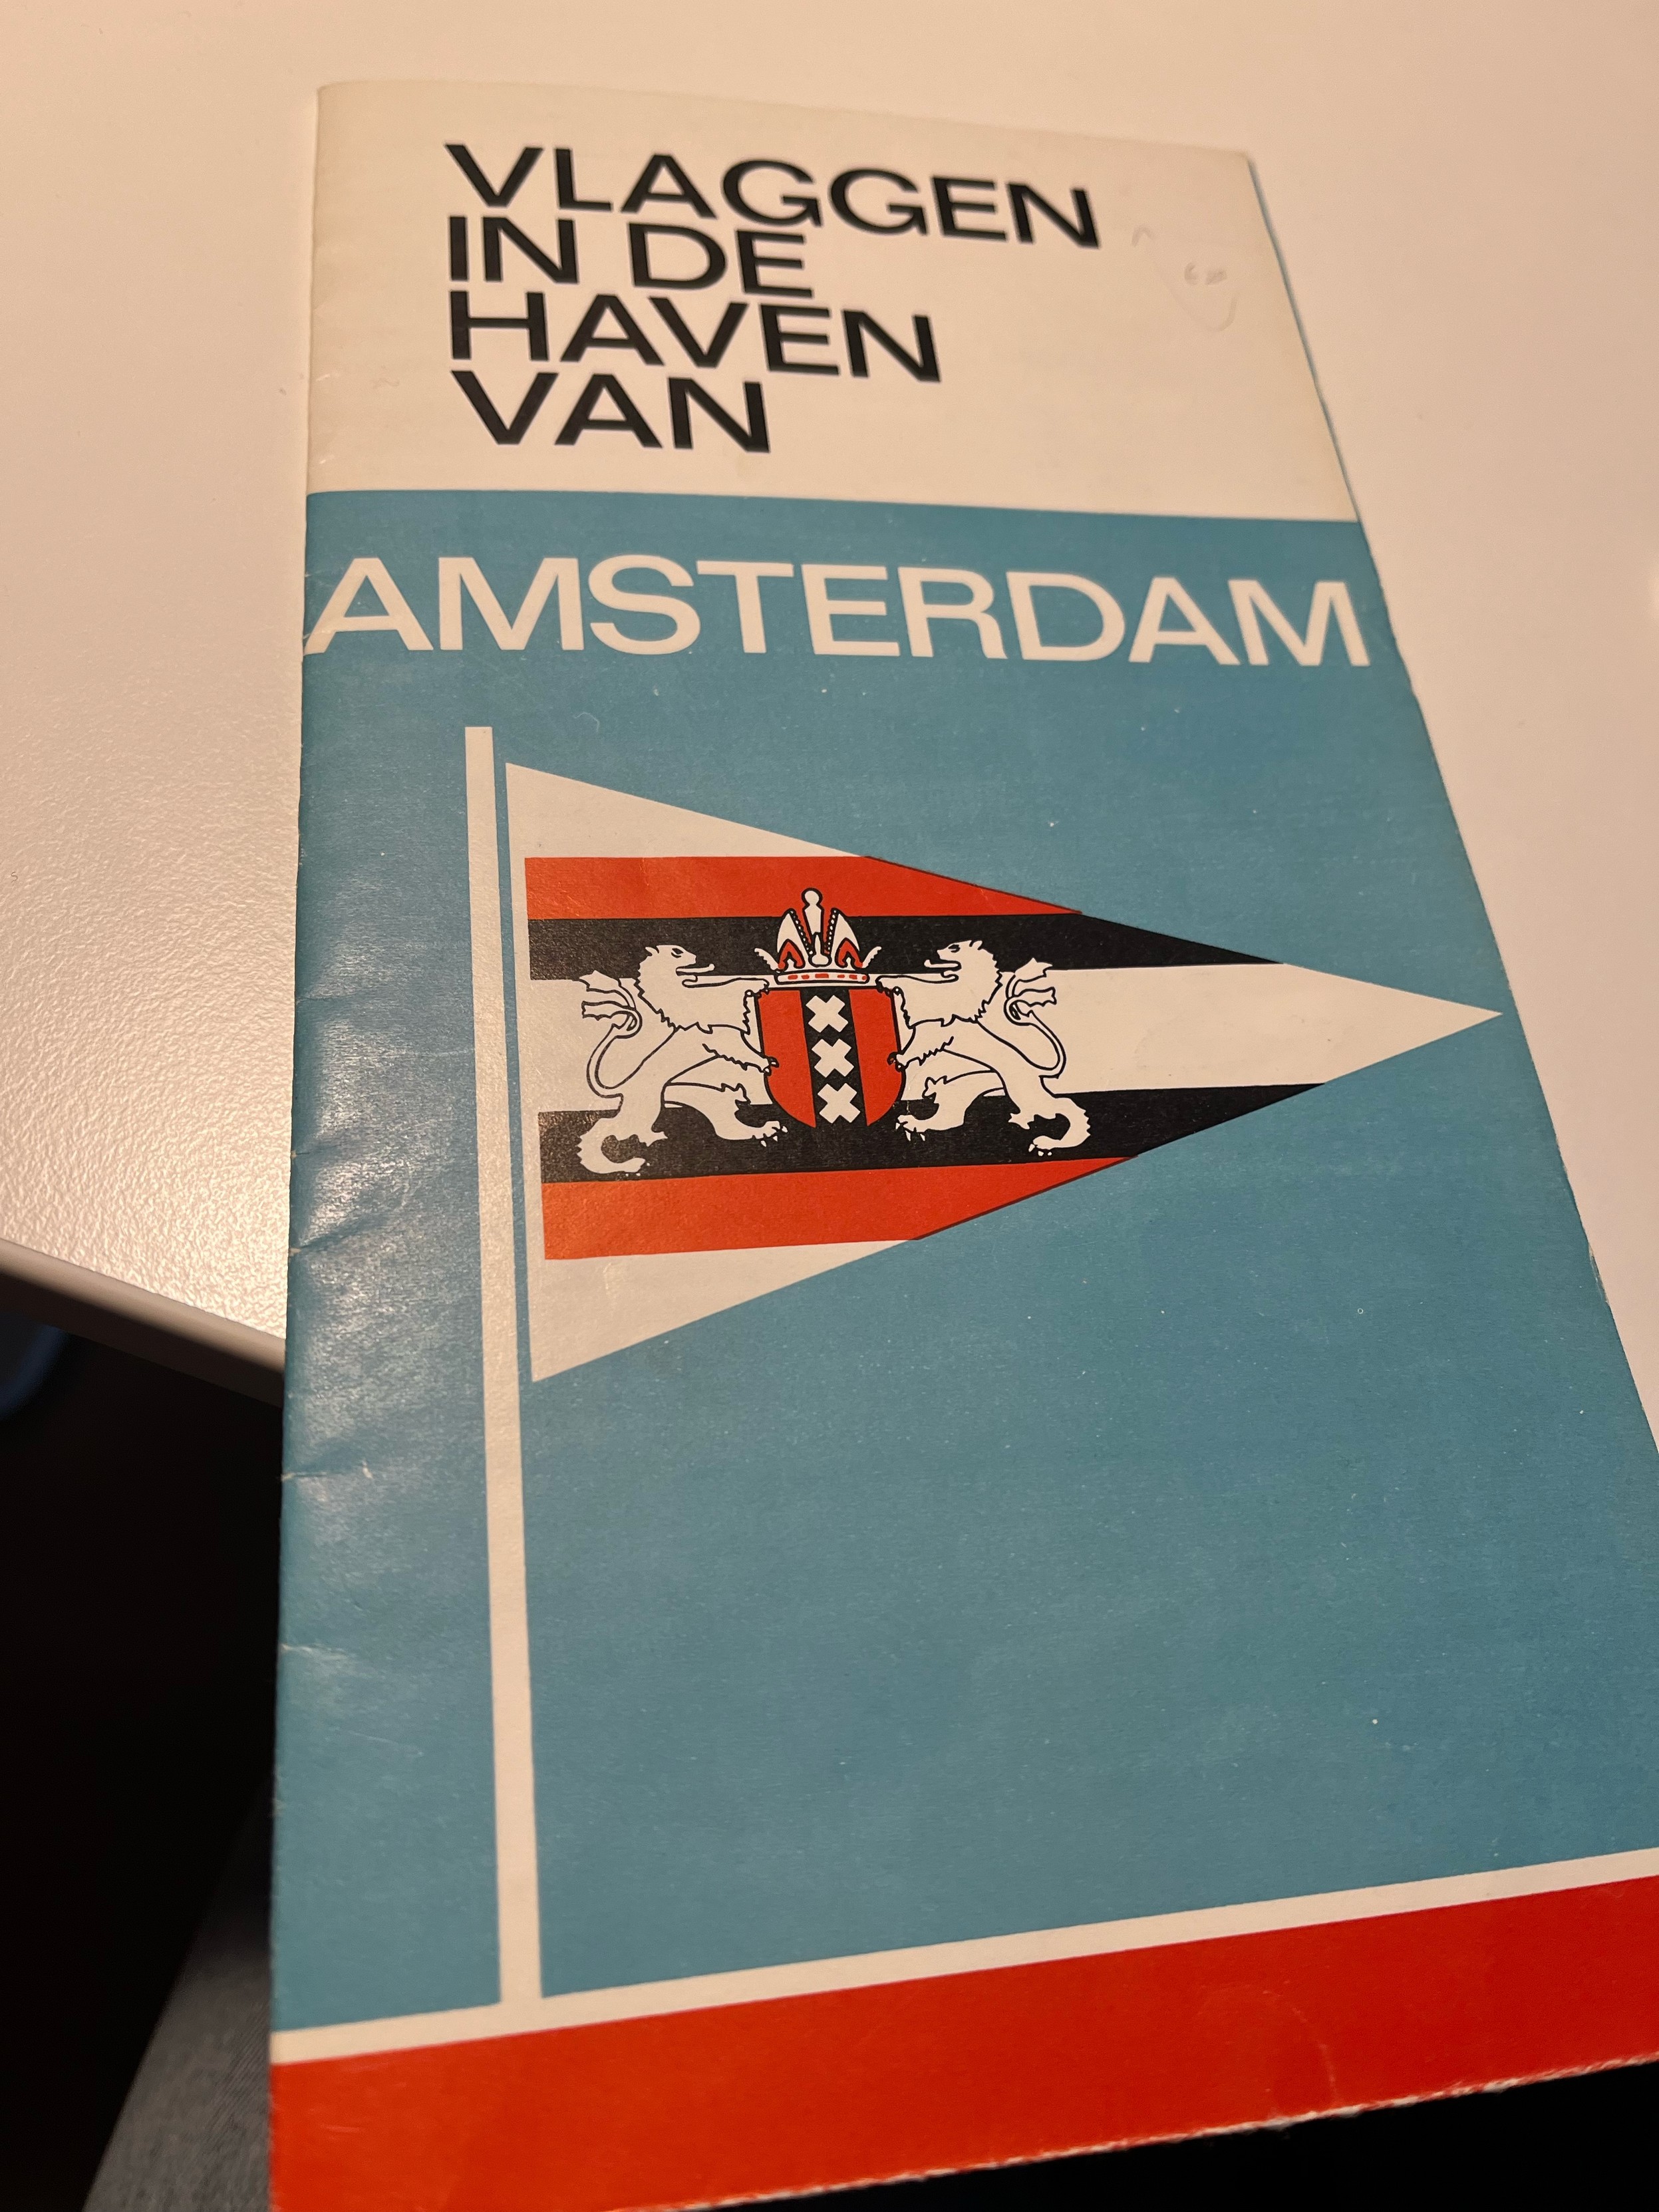 VLAGGEN
IN DE
HAVEN
VAN
AMSTERDAM